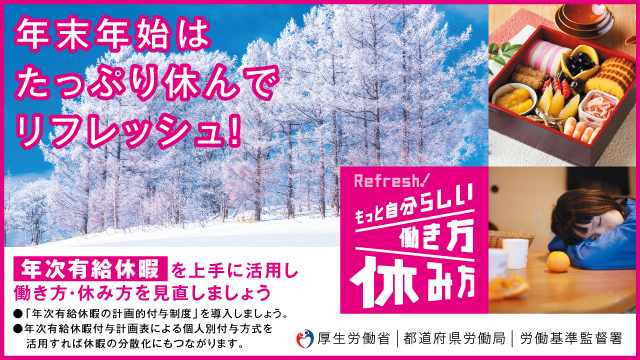 年末年始は
たっぷり休んで
リフレッシュ!
Refresh!
もっと自分らしい
働き方
休み方
年次有給休暇 を上手に活用し
働き方・休み方を見直しましょう
●「年次有給休暇の計画的付与制度」を導入しましょう。
●年次有給休暇付与計画表による個人別付与方式を
活用すれば休暇の分散化にもつながります。
厚生労働省│都道府県労働局│労働基準監督署